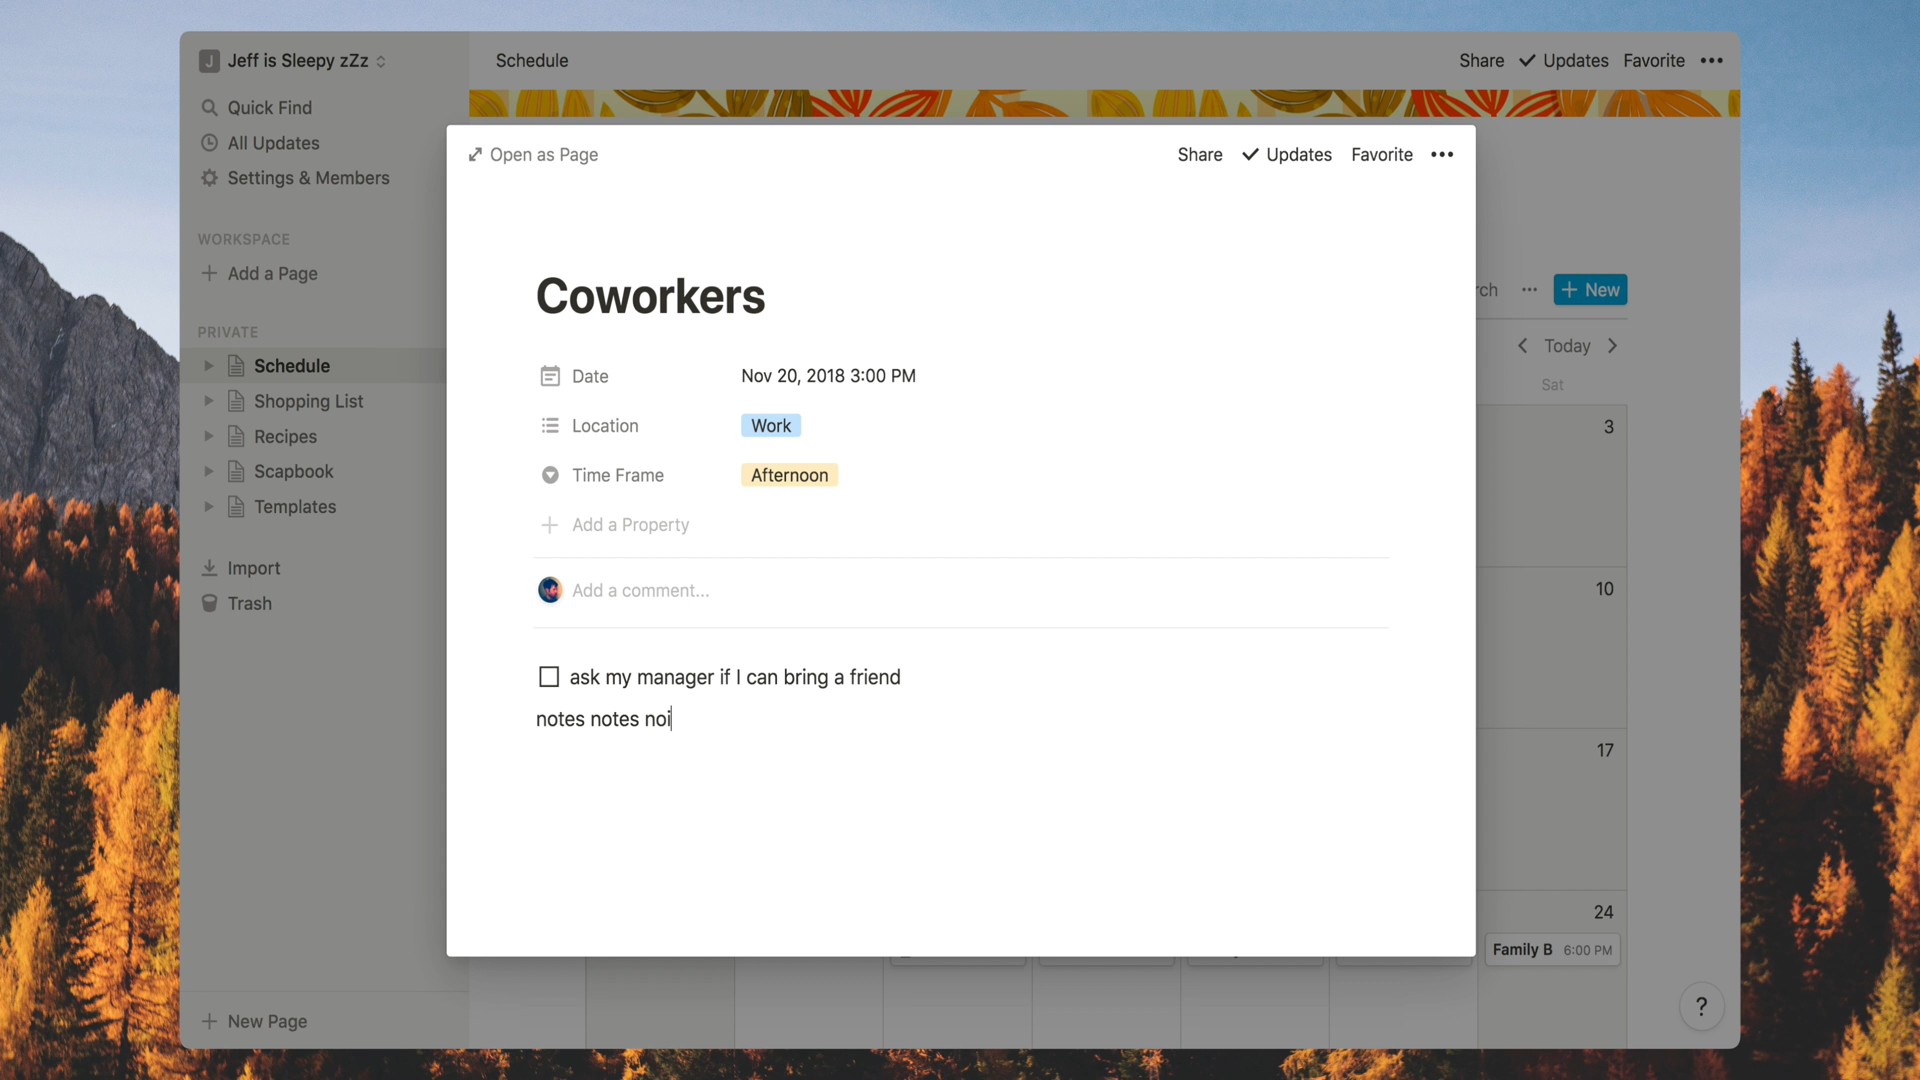 J Jeff is Sleepy zZz
Quick Find
All Updates
Settings & Members
WORKSPACE
Add a Page
PRIVATE
Schedule
Shopping List
Recipes
Scapbook
Templates
Import
Trash
New Page
Schedule
Share Updates Favorite
Open as Page
Share Updates Favorite
Coworkers
Date Nov 20, 2018 3:00 PM
Location Work
Time Frame Afternoon
Add a Property
Add a comment...
ask my manager if I can bring a friend
notes notes noi
rch
New
Today
Sat
3
10
17
24
Family B 6:00 PM
?